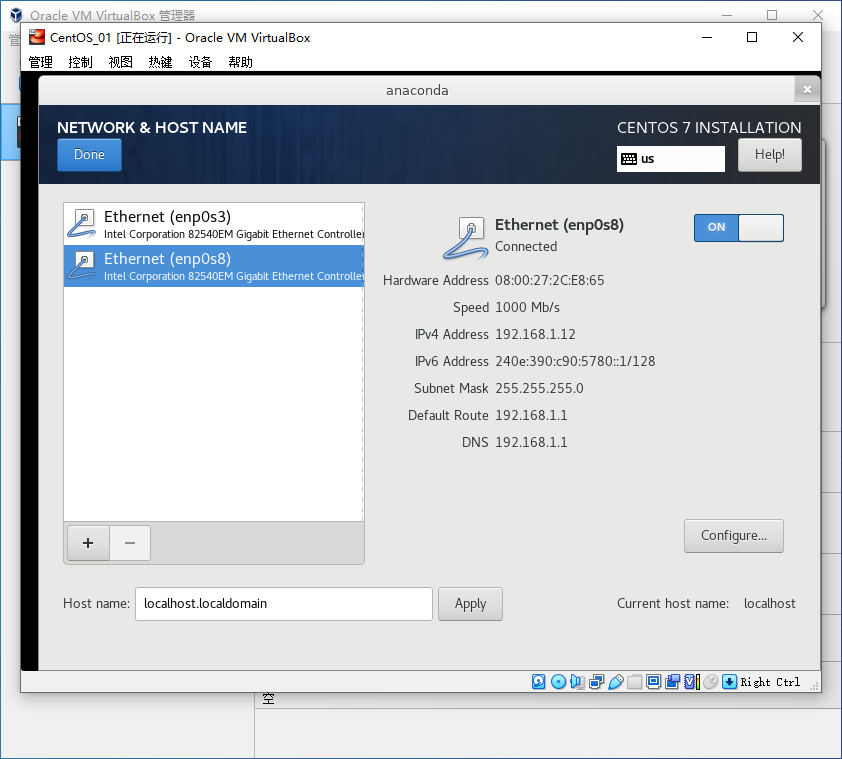 Oracle VM VirtualBox 管理器
CentOS_01 [正在运行] - Oracle VM VirtualBox
管理 控制 视图 热键 设备 帮助
anaconda
NETWORK & HOST NAME
CENTOS 7 INSTALLATION
Done
us
Help!
Ethernet (enp0s3)
Intel Corporation 82540EM Gigabit Ethernet Controller
Ethernet (enp0s8)
Intel Corporation 82540EM Gigabit Ethernet Controller
Ethernet (enp0s8)
Connected
ON
Hardware Address 08:00:27:2C:E8:65
Speed 1000 Mb/s
IPv4 Address 192.168.1.12
IPv6 Address 240e:390:c90:5780::1/128
Subnet Mask 255.255.255.0
Default Route 192.168.1.1
DNS 192.168.1.1
Configure...
Host name: localhost.localdomain
Apply
Current host name: localhost
Right Ctrl
空